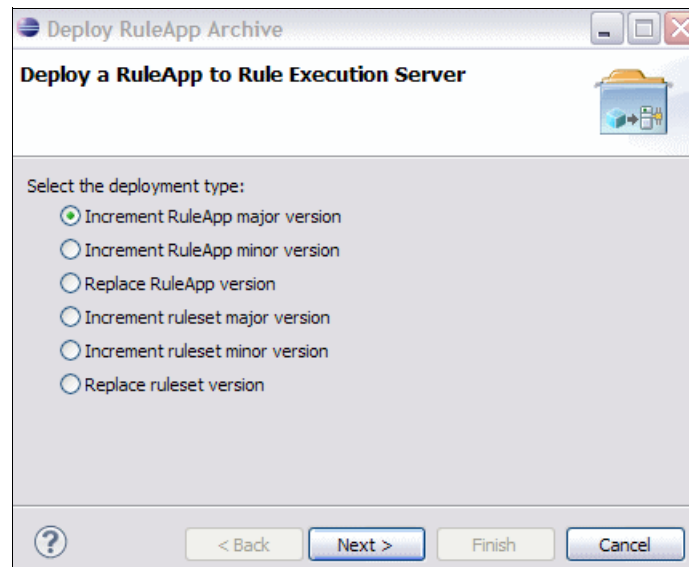 Deploy RuleApp Archive
Deploy a RuleApp to Rule Execution Server
Select the deployment type:
Increment RuleApp major version
Increment RuleApp minor version
Replace RuleApp version
Increment ruleset major version
Increment ruleset minor version
Replace ruleset version
? < Back Next > Finish Cancel